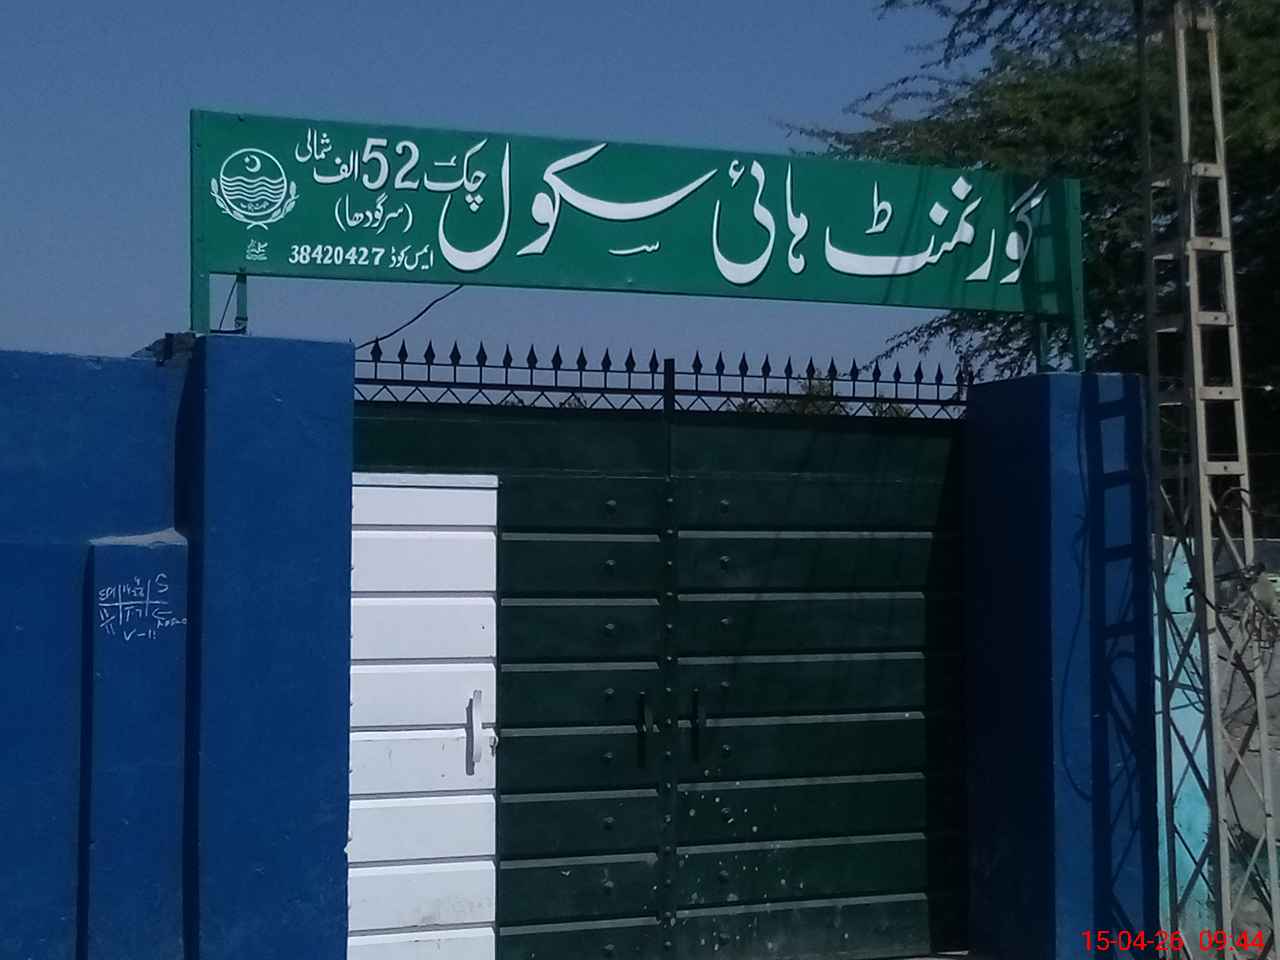 گورنمنٹ ہائی سکول
چک 52 الف شمالی
(سرگودھا)
ایمس کوڈ 38420427
15-04-26 09:44